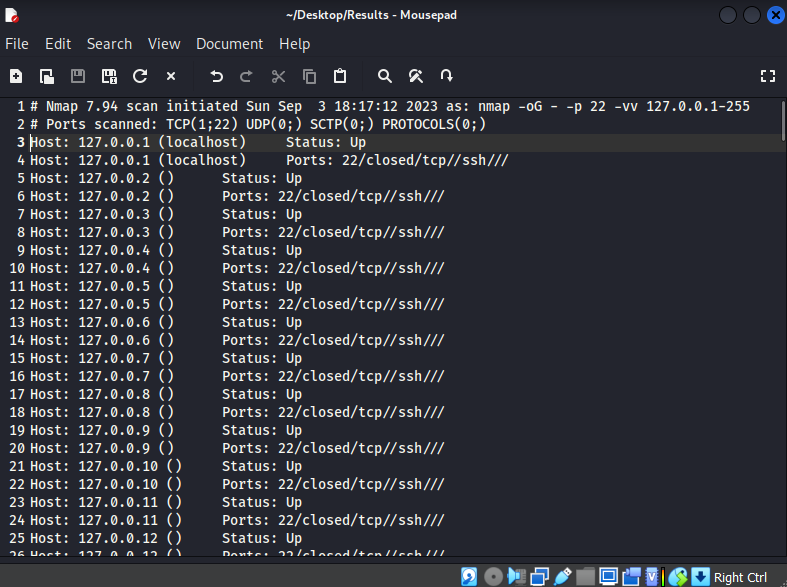 ~/Desktop/Results - Mousepad
File Edit Search View Document Help
1 # Nmap 7.94 scan initiated Sun Sep  3 18:17:12 2023 as: nmap -oG - -p 22 -vv 127.0.0.1-255
2 # Ports scanned: TCP(1;22) UDP(0;) SCTP(0;) PROTOCOLS(0;)
3 Host: 127.0.0.1 (localhost)	Status: Up
4 Host: 127.0.0.1 (localhost)	Ports: 22/closed/tcp//ssh///
5 Host: 127.0.0.2 ()	Status: Up
6 Host: 127.0.0.2 ()	Ports: 22/closed/tcp//ssh///
7 Host: 127.0.0.3 ()	Status: Up
8 Host: 127.0.0.3 ()	Ports: 22/closed/tcp//ssh///
9 Host: 127.0.0.4 ()	Status: Up
10 Host: 127.0.0.4 ()	Ports: 22/closed/tcp//ssh///
11 Host: 127.0.0.5 ()	Status: Up
12 Host: 127.0.0.5 ()	Ports: 22/closed/tcp//ssh///
13 Host: 127.0.0.6 ()	Status: Up
14 Host: 127.0.0.6 ()	Ports: 22/closed/tcp//ssh///
15 Host: 127.0.0.7 ()	Status: Up
16 Host: 127.0.0.7 ()	Ports: 22/closed/tcp//ssh///
17 Host: 127.0.0.8 ()	Status: Up
18 Host: 127.0.0.8 ()	Ports: 22/closed/tcp//ssh///
19 Host: 127.0.0.9 ()	Status: Up
20 Host: 127.0.0.9 ()	Ports: 22/closed/tcp//ssh///
21 Host: 127.0.0.10 ()	Status: Up
22 Host: 127.0.0.10 ()	Ports: 22/closed/tcp//ssh///
23 Host: 127.0.0.11 ()	Status: Up
24 Host: 127.0.0.11 ()	Ports: 22/closed/tcp//ssh///
25 Host: 127.0.0.12 ()	Status: Up
26 Host: 127.0.0.12 ()	Ports: 22/closed/tcp//ssh///
Right Ctrl